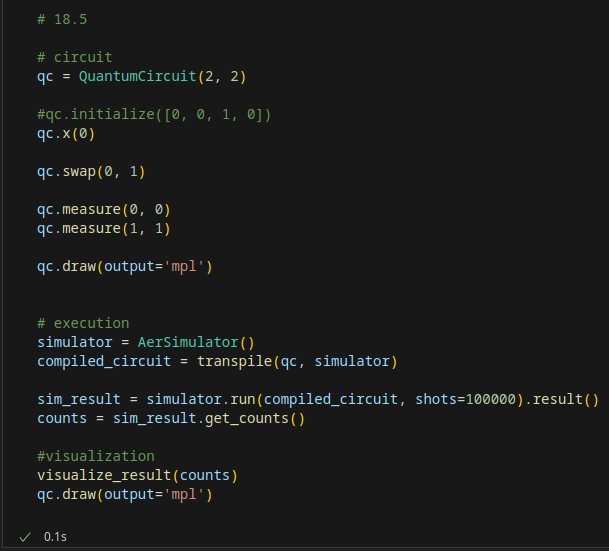 # 18.5
# circuit
qc = QuantumCircuit(2, 2)
#qc.initialize([0, 0, 1, 0])
qc.x(0)
qc.swap(0, 1)
qc.measure(0, 0)
qc.measure(1, 1)
qc.draw(output='mpl')
# execution
simulator = AerSimulator()
compiled_circuit = transpile(qc, simulator)
sim_result = simulator.run(compiled_circuit, shots=100000).result()
counts = sim_result.get_counts()
#visualization
visualize_result(counts)
qc.draw(output='mpl')
✓ 0.1s